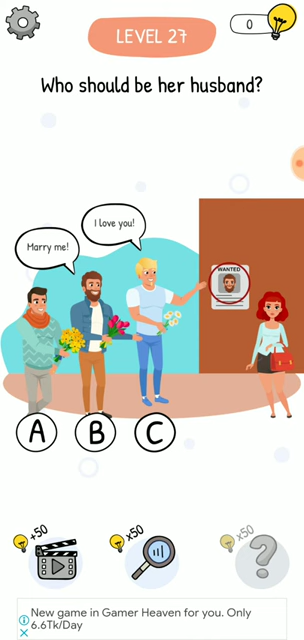 LEVEL 27
0
Who should be her husband?
I love you!
Marry me!
WANTED
A B C
+50
x50
x50
?
New game in Gamer Heaven for you. Only
6.6Tk/Day